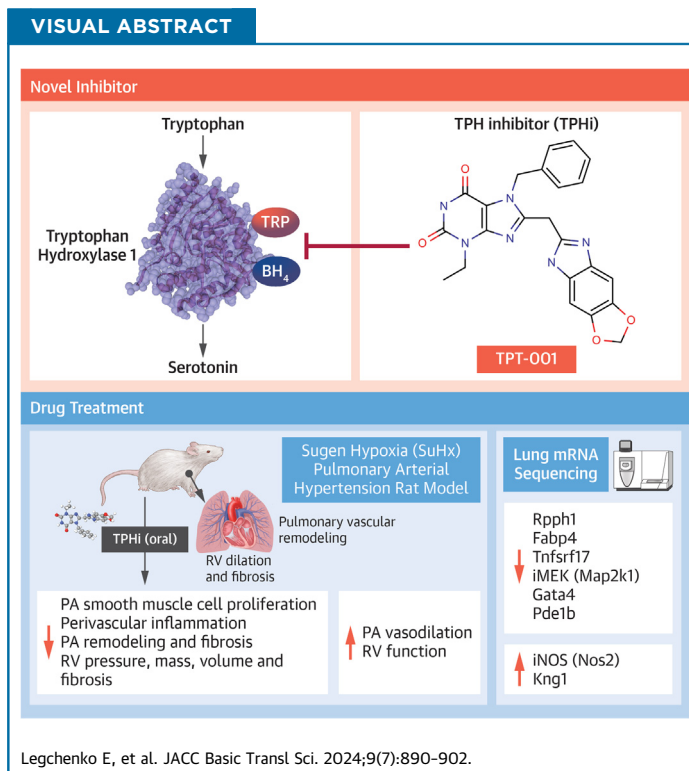 VISUAL ABSTRACT
Novel Inhibitor
Tryptophan
Tryptophan
Hydroxylase 1
TRP
BH4
Serotonin
TPH inhibitor (TPHi)
O
N
HN
O
N
N
N
HN
O
O
TPT-001
Drug Treatment
Sugen Hypoxia (SuHx)
Pulmonary Arterial
Hypertension Rat Model
TPHi (oral)
Pulmonary vascular
remodeling
RV dilation
and fibrosis
PA smooth muscle cell proliferation
Perivascular inflammation
PA remodeling and fibrosis
RV pressure, mass, volume and
fibrosis
PA vasodilation
RV function
Lung mRNA
Sequencing
Rpph1
Fabp4
Tnfsrf17
iMEK (Map2k1)
Gata4
Pde1b
iNOS (Nos2)
Kng1
Legchenko E, et al. JACC Basic Transl Sci. 2024;9(7):890-902.